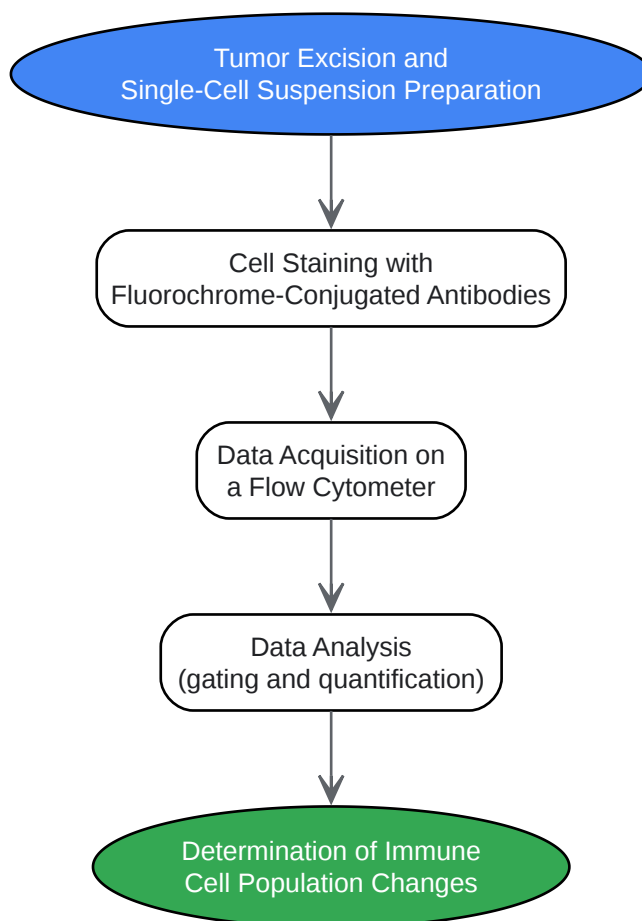 Tumor Excision and
Single-Cell Suspension Preparation
Cell Staining with
Fluorochrome-Conjugated Antibodies
Data Acquisition on
a Flow Cytometer
Data Analysis
(gating and quantification)
Determination of Immune
Cell Population Changes